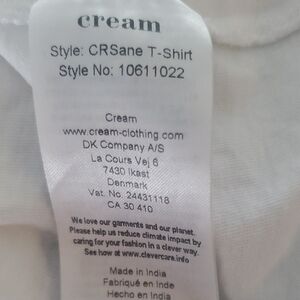 cream
Style: CRSane T-Shirt
Style No: 10611022
Cream
www.cream-clothing.com
DK Company A/S
La Cours Vej 6
7430 Ikast
Denmark
Vat. No. 24431118
CA 30 410
We love our garments and our planet.
Please help us reduce climate impact by
caring for your fashion in a clever way.
See how at www.clevercare.info
Made in India
Fabriqué en Inde
Hecho en India